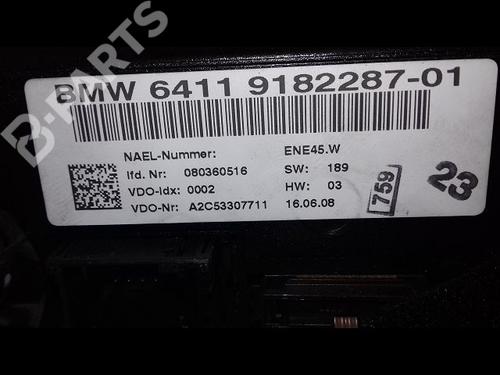 B-PARTS
BMW 6411 9182287-01
NAEL-Nummer: ENE45.W
lfd. Nr: 080360516 SW: 189
VDO-Idx: 0002 HW: 03
VDO-Nr: A2C53307711 16.06.08
759
23